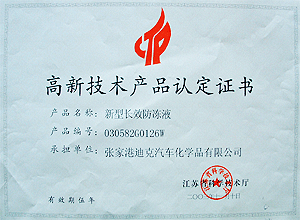 高新技术产品认定证书
产品名称：新型长效防冻液
产品编号：030582G0126W
承担单位：张家港迪克汽车化学品有限公司
江苏省科学技术厅
有效期伍年